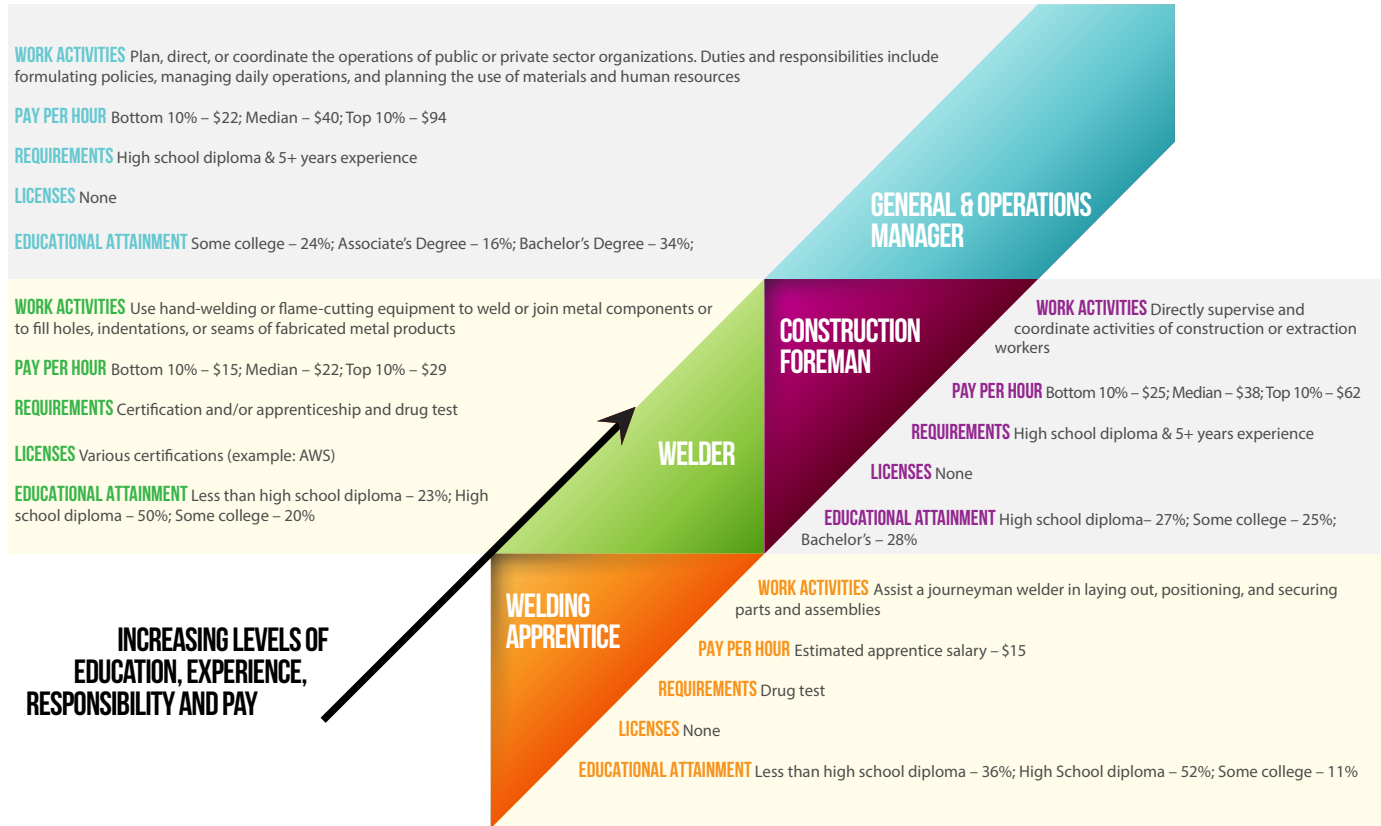 WORK ACTIVITIES Plan, direct, or coordinate the operations of public or private sector organizations. Duties and responsibilities include
formulating policies, managing daily operations, and planning the use of materials and human resources
PAY PER HOUR Bottom 10% – $22; Median – $40; Top 10% – $94
REQUIREMENTS High school diploma & 5+ years experience
LICENSES None
EDUCATIONAL ATTAINMENT Some college – 24%; Associate’s Degree – 16%; Bachelor’s Degree – 34%;
GENERAL & OPERATIONS
MANAGER
WORK ACTIVITIES Use hand-welding or flame-cutting equipment to weld or join metal components or
to fill holes, indentations, or seams of fabricated metal products
PAY PER HOUR Bottom 10% – $15; Median – $22; Top 10% – $29
REQUIREMENTS Certification and/or apprenticeship and drug test
LICENSES Various certifications (example: AWS)
EDUCATIONAL ATTAINMENT Less than high school diploma – 23%; High
school diploma – 50%; Some college – 20%
WELDER
CONSTRUCTION
FOREMAN
WORK ACTIVITIES Directly supervise and
coordinate activities of construction or extraction
workers
PAY PER HOUR Bottom 10% – $25; Median – $38; Top 10% – $62
REQUIREMENTS High school diploma & 5+ years experience
LICENSES None
EDUCATIONAL ATTAINMENT High school diploma– 27%; Some college – 25%;
Bachelor’s – 28%
WELDING
APPRENTICE
WORK ACTIVITIES Assist a journeyman welder in laying out, positioning, and securing
parts and assemblies
PAY PER HOUR Estimated apprentice salary – $15
REQUIREMENTS Drug test
LICENSES None
EDUCATIONAL ATTAINMENT Less than high school diploma – 36%; High School diploma – 52%; Some college – 11%
INCREASING LEVELS OF
EDUCATION, EXPERIENCE,
RESPONSIBILITY AND PAY